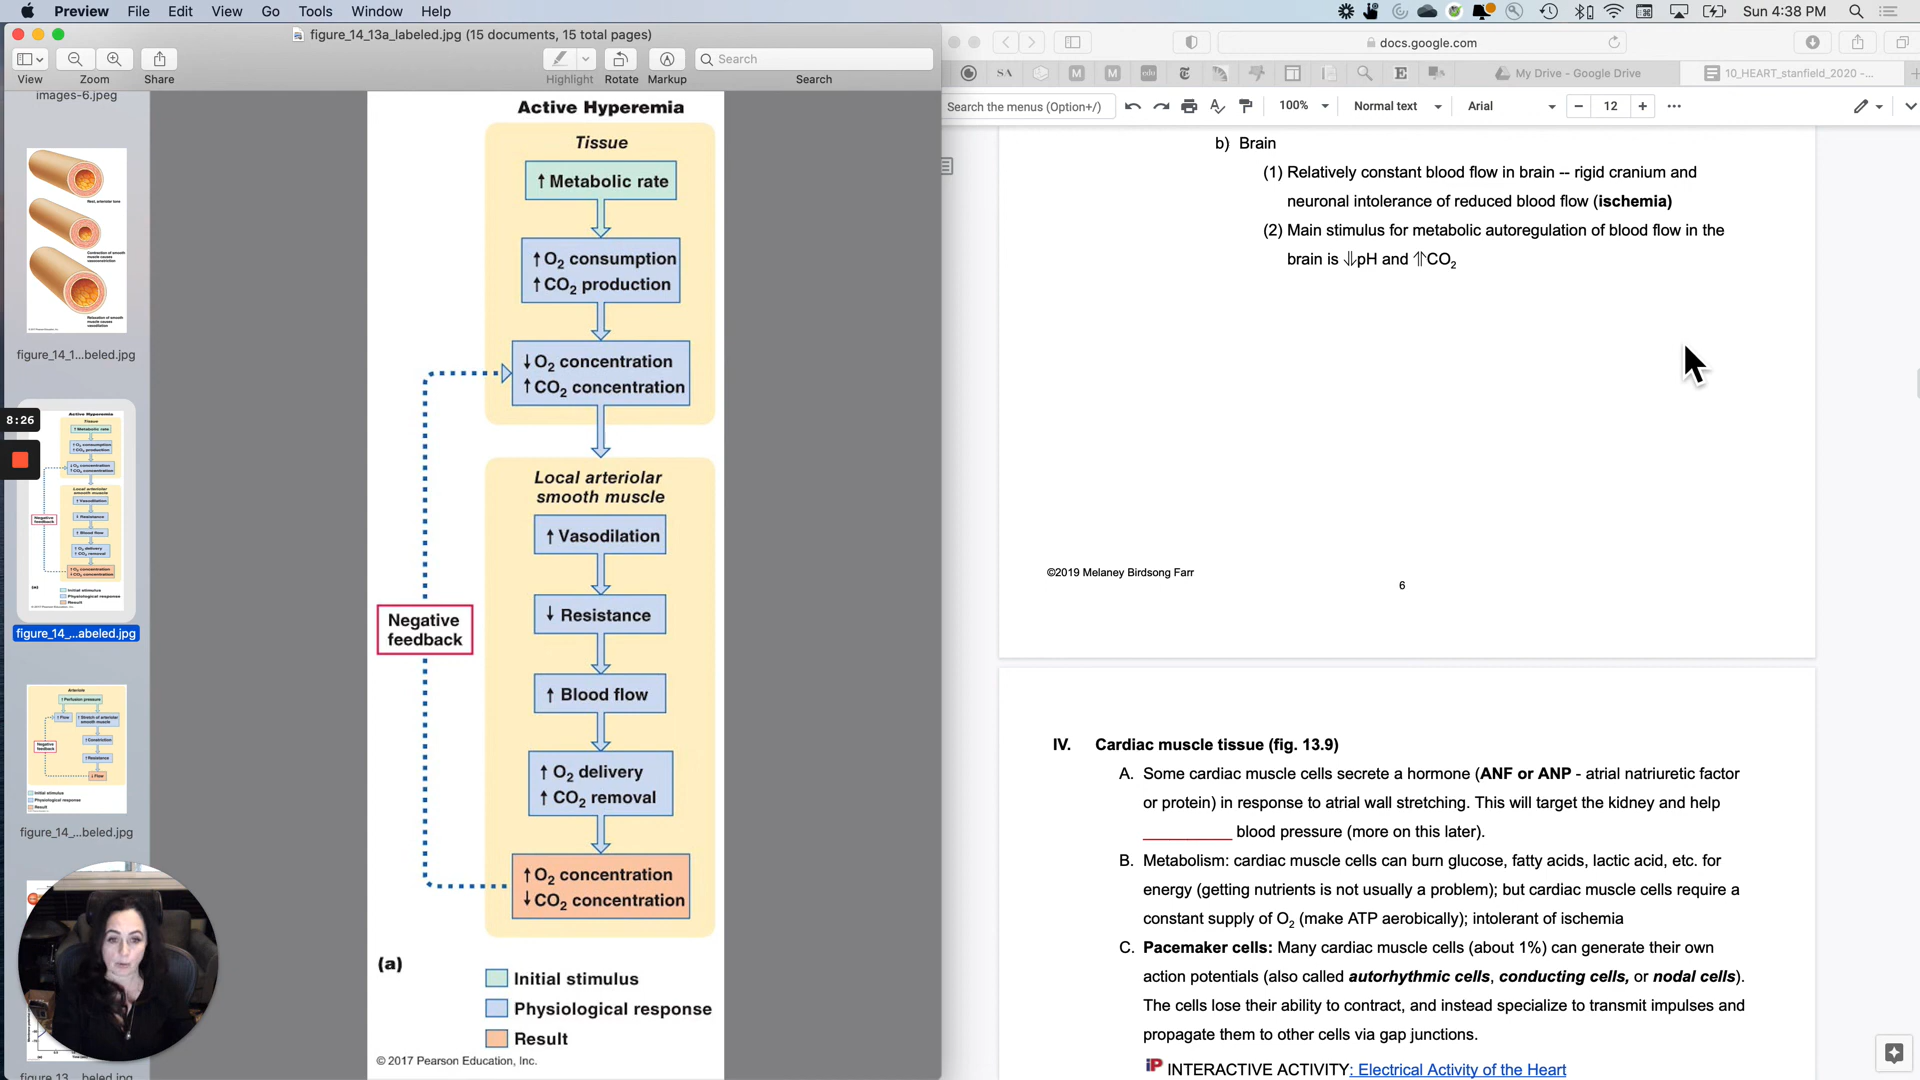 Preview File Edit View Go Tools Window Help
Sun 4:38 PM
figure_14_13a_labeled.jpg (15 documents, 15 total pages)
View Zoom Share Highlight Rotate Markup Search
Search
images-6.jpeg
figure_14_1...beled.jpg
8:26
figure_14_...abeled.jpg
figure_14_...beled.jpg
Active Hyperemia
Tissue
↑ Metabolic rate
↑ O₂ consumption
↑ CO₂ production
↓ O₂ concentration
↑ CO₂ concentration
Local arteriolar
smooth muscle
↑ Vasodilation
↓ Resistance
↑ Blood flow
↑ O₂ delivery
↑ CO₂ removal
↑ O₂ concentration
↓ CO₂ concentration
Negative
feedback
(a)
Initial stimulus
Physiological response
Result
© 2017 Pearson Education, Inc.
docs.google.com
My Drive - Google Drive
10_HEART_stanfield_2020 -...
Search the menus (Option+/)
100% Normal text Arial 12
b) Brain
(1) Relatively constant blood flow in brain -- rigid cranium and
neuronal intolerance of reduced blood flow (ischemia)
(2) Main stimulus for metabolic autoregulation of blood flow in the
brain is ⇓pH and ⇑CO₂
©2019 Melaney Birdsong Farr
6
IV. Cardiac muscle tissue (fig. 13.9)
A. Some cardiac muscle cells secrete a hormone (ANF or ANP - atrial natriuretic factor
or protein) in response to atrial wall stretching. This will target the kidney and help
___________ blood pressure (more on this later).
B. Metabolism: cardiac muscle cells can burn glucose, fatty acids, lactic acid, etc. for
energy (getting nutrients is not usually a problem); but cardiac muscle cells require a
constant supply of O₂ (make ATP aerobically); intolerant of ischemia
C. Pacemaker cells: Many cardiac muscle cells (about 1%) can generate their own
action potentials (also called autorhythmic cells, conducting cells, or nodal cells).
The cells lose their ability to contract, and instead specialize to transmit impulses and
propagate them to other cells via gap junctions.
iP INTERACTIVE ACTIVITY: Electrical Activity of the Heart